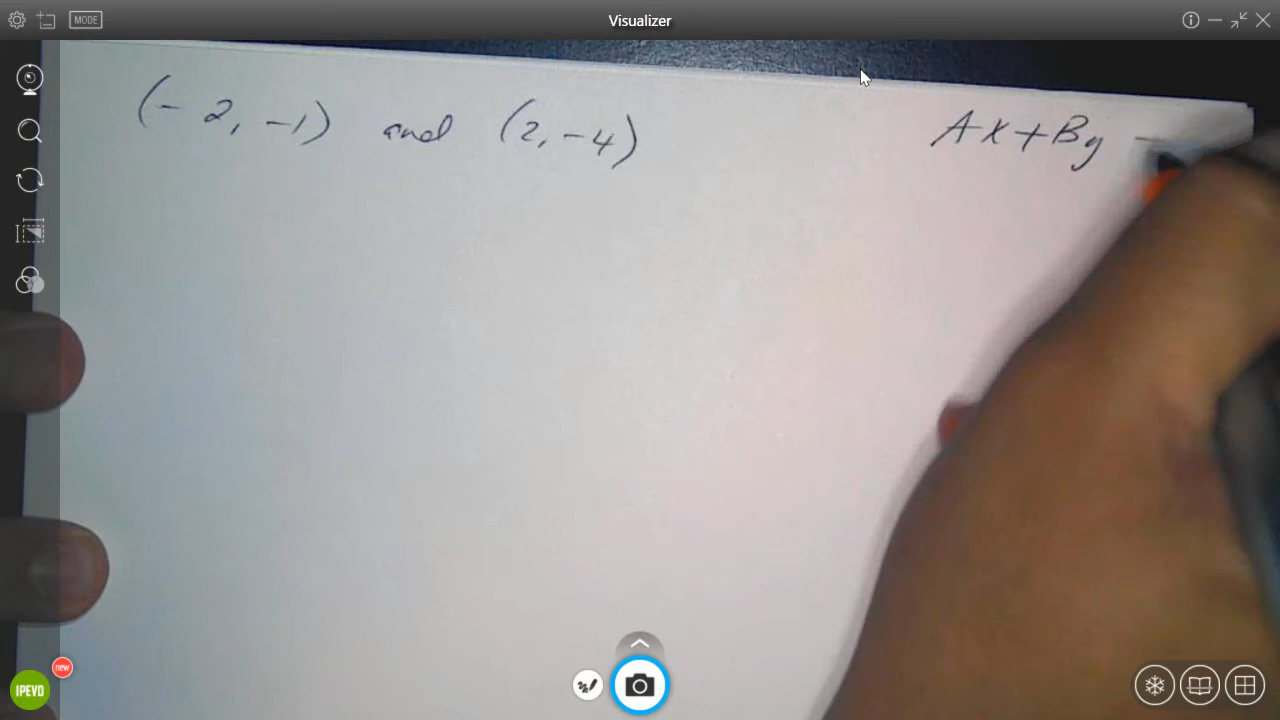 MODE
Visualizer
(-2, -1) and (2, -4) Ax+By =
new
IPEVO